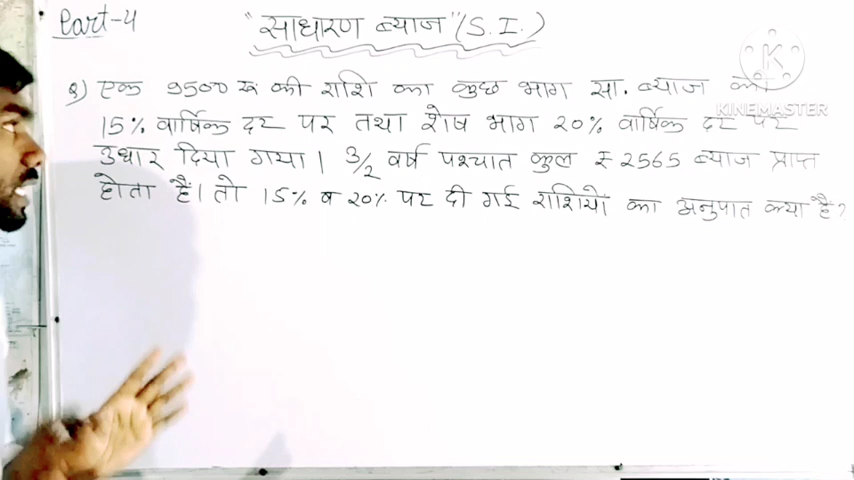 Part-4
"साधारण ब्याज" (S.I.)
Q) एक 9500 रू की राशि का कुछ भाग सा. ब्याज की
15% वार्षिक दर पर तथा शेष भाग 20% वार्षिक दर पर
उधार दिया गया। 3/2 वर्ष पश्चात कुल ₹ 2565 ब्याज प्राप्त
होता है। तो 15% व 20% पर दी गई राशियो का अनुपात क्या है?
K
KINEMASTER